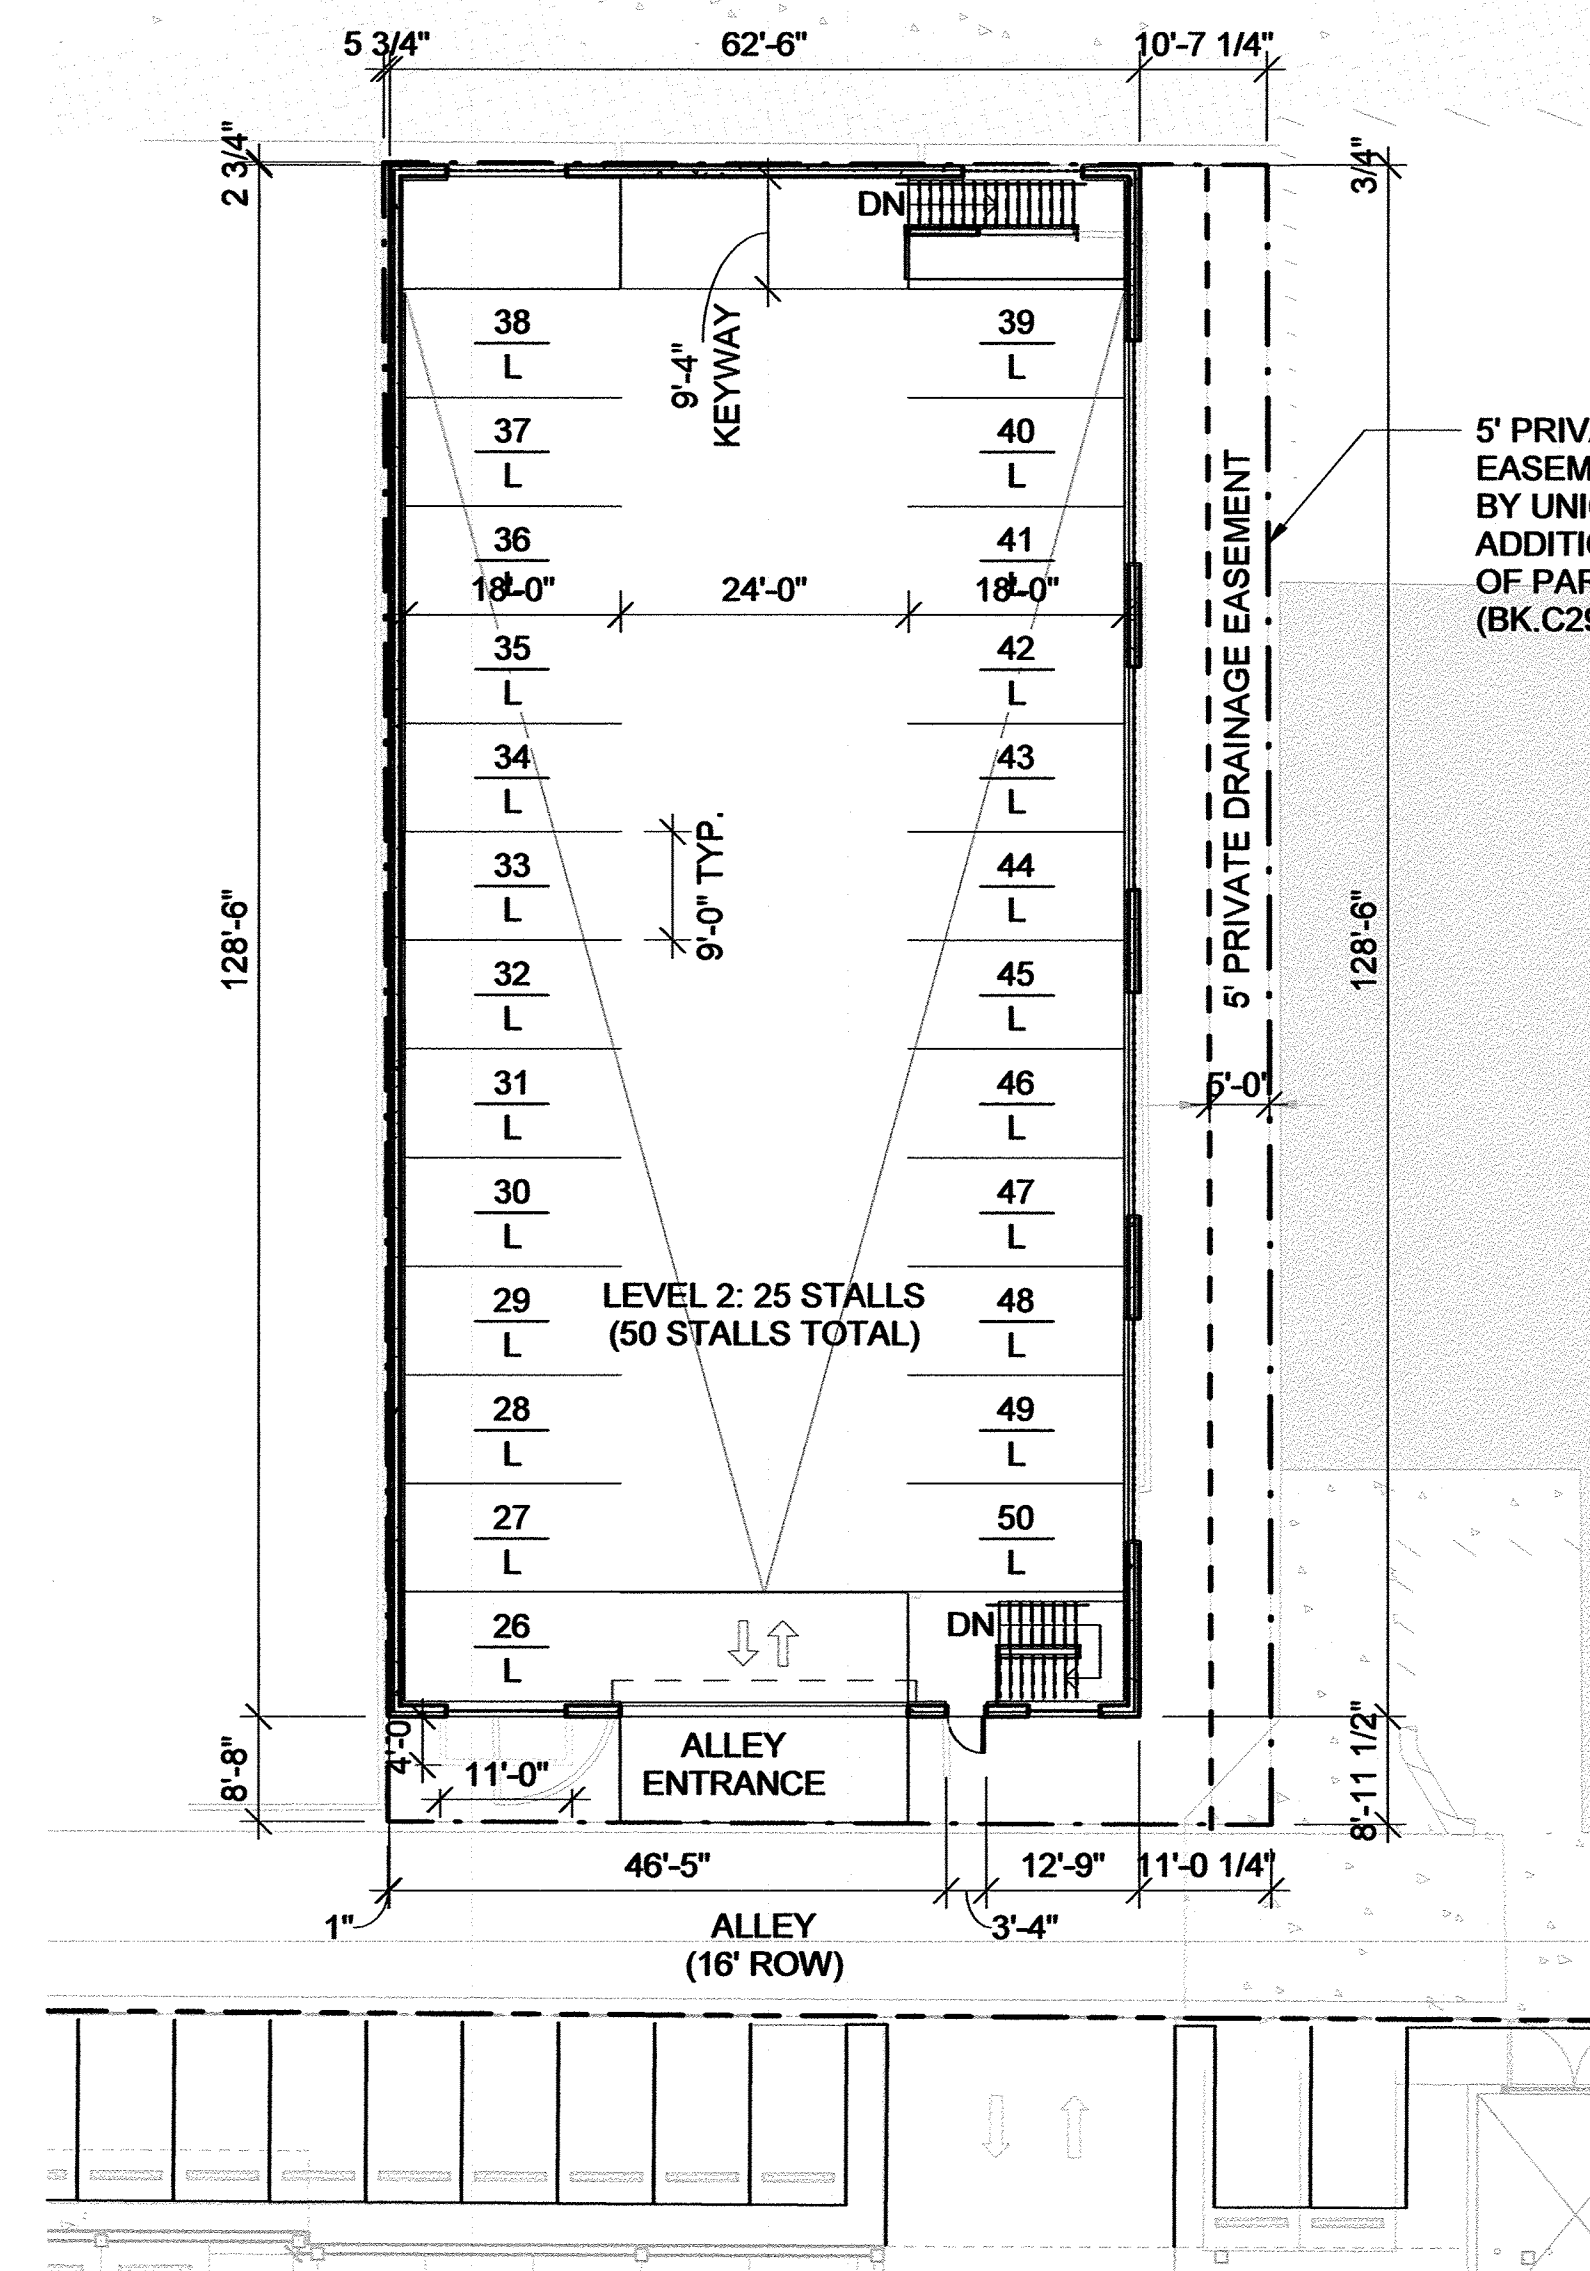 5 3/4"
62'-6"
10'-7 1/4"
2 3/4"
3/4"
DN
38
L
39
L
9'-4"
KEYWAY
37
L
40
L
5' PRIVA
EASEM
BY UNI
ADDITI
OF PAR
(BK.C29
36
L
41
L
18'-0"
24'-0"
18'-0"
35
L
42
L
5' PRIVATE DRAINAGE EASEMENT
34
L
43
L
9'-0" TYP.
33
L
44
L
128'-6"
128'-6"
32
L
45
L
31
L
46
L
5'-0"
30
L
47
L
LEVEL 2: 25 STALLS
(50 STALLS TOTAL)
29
L
48
L
28
L
49
L
27
L
50
L
26
L
DN
8'-8"
4'-0
11'-0"
ALLEY
ENTRANCE
8'-11 1/2"
46'-5"
12'-9"
11'-0 1/4"
1"
3'-4"
ALLEY
(16' ROW)